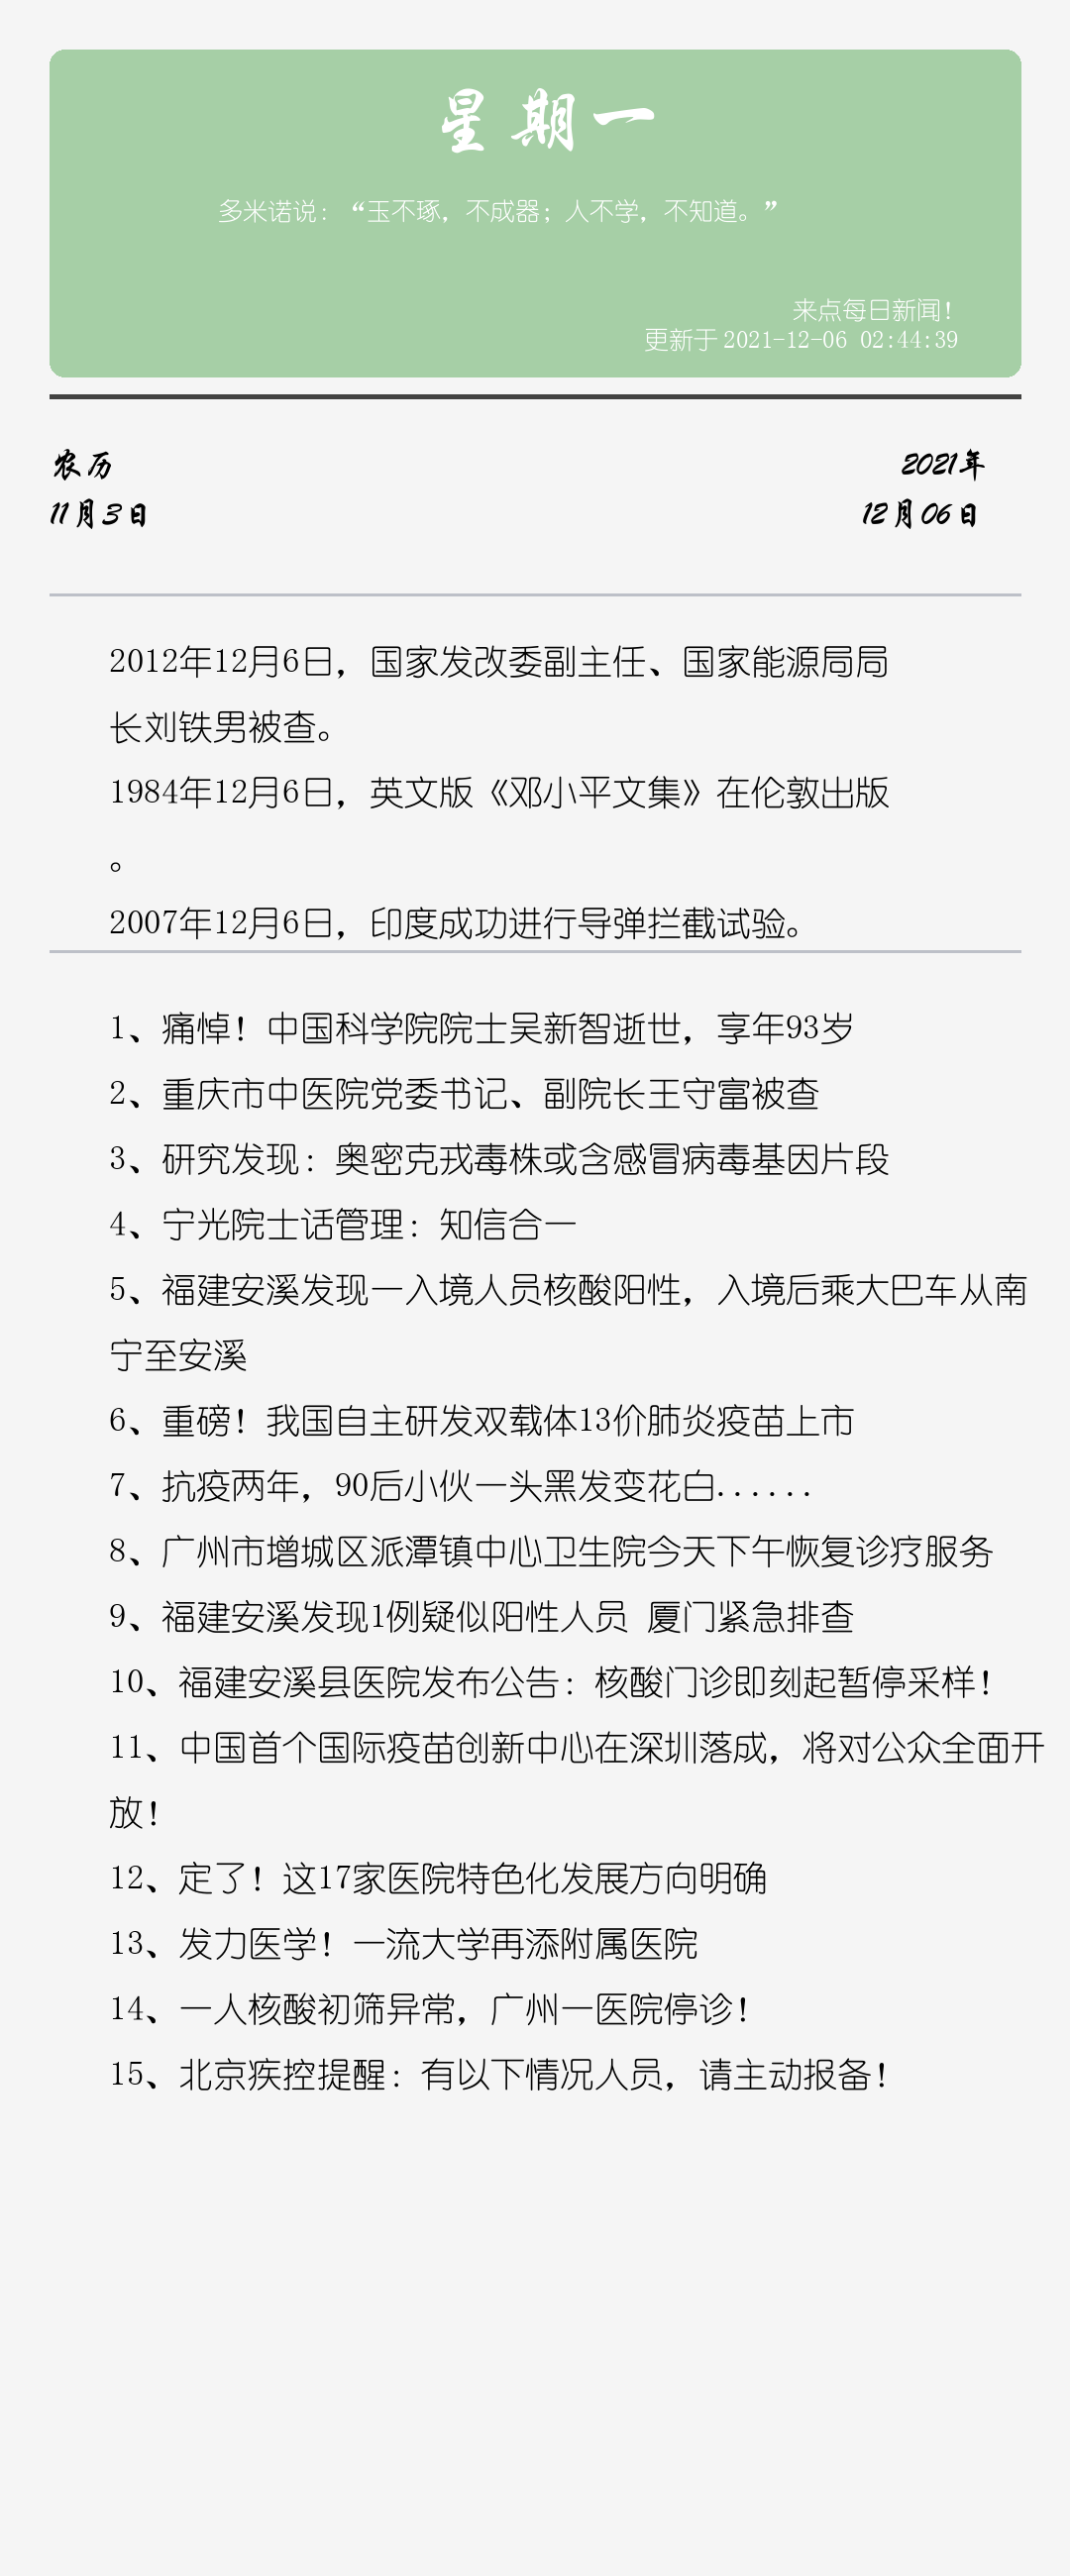 星期一
多米诺说：“玉不琢，不成器；人不学，不知道。”
来点每日新闻！
更新于 2021-12-06 02:44:39
农历
2021年
11月3日
12月06日
2012年12月6日，国家发改委副主任、国家能源局局
长刘铁男被查。
1984年12月6日，英文版《邓小平文集》在伦敦出版
。
2007年12月6日，印度成功进行导弹拦截试验。
1、痛悼！中国科学院院士吴新智逝世，享年93岁
2、重庆市中医院党委书记、副院长王守富被查
3、研究发现：奥密克戎毒株或含感冒病毒基因片段
4、宁光院士话管理：知信合一
5、福建安溪发现一入境人员核酸阳性，入境后乘大巴车从南
宁至安溪
6、重磅！我国自主研发双载体13价肺炎疫苗上市
7、抗疫两年，90后小伙一头黑发变花白......
8、广州市增城区派潭镇中心卫生院今天下午恢复诊疗服务
9、福建安溪发现1例疑似阳性人员 厦门紧急排查
10、福建安溪县医院发布公告：核酸门诊即刻起暂停采样！
11、中国首个国际疫苗创新中心在深圳落成，将对公众全面开
放！
12、定了！这17家医院特色化发展方向明确
13、发力医学！一流大学再添附属医院
14、一人核酸初筛异常，广州一医院停诊！
15、北京疾控提醒：有以下情况人员，请主动报备！